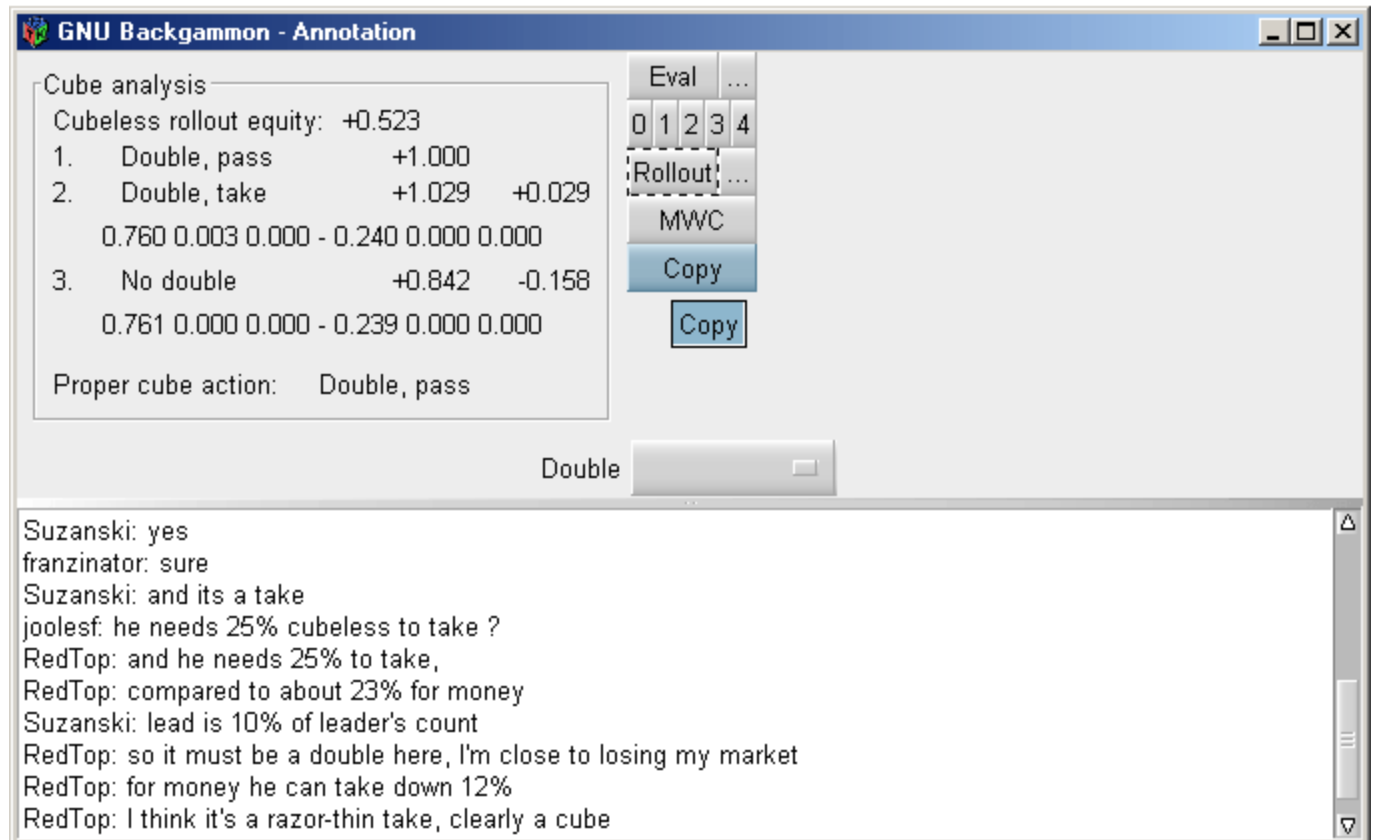 GNU Backgammon - Annotation
Cube analysis
Cubeless rollout equity: +0.523
1. Double, pass +1.000
2. Double, take +1.029 +0.029
0.760 0.003 0.000 - 0.240 0.000 0.000
3. No double +0.842 -0.158
0.761 0.000 0.000 - 0.239 0.000 0.000
Proper cube action: Double, pass
Eval ...
0 1 2 3 4
Rollout ...
MWC
Copy
Copy
Double
Suzanski: yes
franzinator: sure
Suzanski: and its a take
joolesf: he needs 25% cubeless to take ?
RedTop: and he needs 25% to take,
RedTop: compared to about 23% for money
Suzanski: lead is 10% of leader's count
RedTop: so it must be a double here, I'm close to losing my market
RedTop: for money he can take down 12%
RedTop: I think it's a razor-thin take, clearly a cube